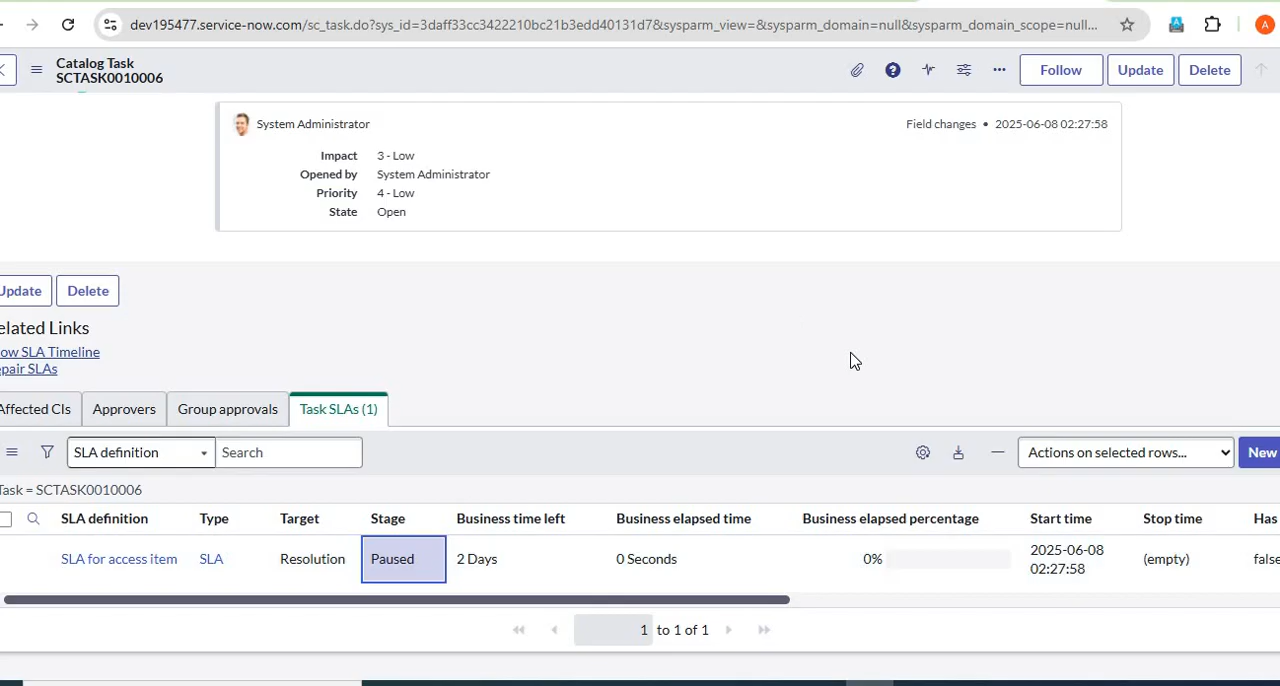 dev195477.service-now.com/sc_task.do?sys_id=3daff33cc3422210bc21b3edd40131d7&sysparm_view=&sysparm_domain=null&sysparm_domain_scope=null... A
Catalog Task
SCTASK0010006
Follow Update Delete
System Administrator Field changes • 2025-06-08 02:27:58
Impact 3 - Low
Opened by System Administrator
Priority 4 - Low
State Open
Update Delete
elated Links
ow SLA Timeline
epair SLAs
Affected CIs Approvers Group approvals Task SLAs (1)
SLA definition Search Actions on selected rows... New
Task = SCTASK0010006
SLA definition Type Target Stage Business time left Business elapsed time Business elapsed percentage Start time Stop time Has
SLA for access item SLA Resolution Paused 2 Days 0 Seconds 0% 2025-06-08 02:27:58 (empty) false
1 to 1 of 1